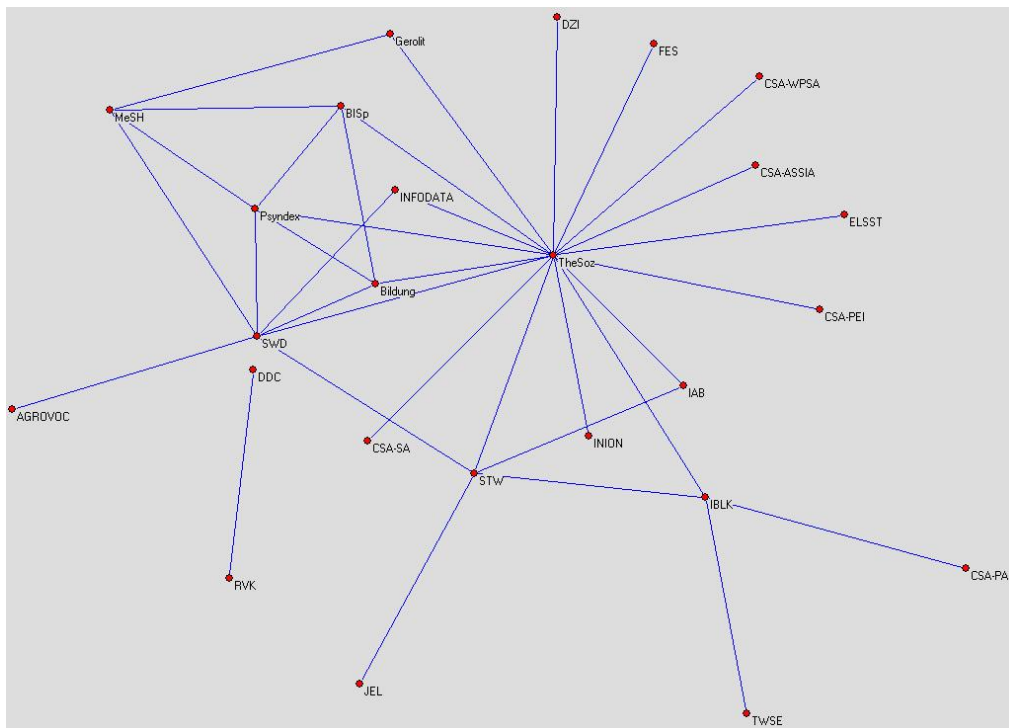 DZI
Gerolit
FES
CSA-WPSA
MeSH
BISp
CSA-ASSIA
INFODATA
Psyndex
ELSST
TheSoz
Bildung
CSA-PEI
SWD
DDC
IAB
AGROVOC
INION
CSA-SA
STW
IBLK
CSA-PA
RVK
JEL
TWSE